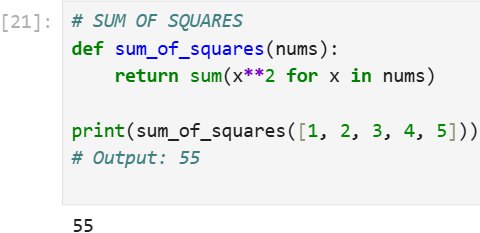 [21]:
# SUM OF SQUARES
def sum_of_squares(nums):
    return sum(x**2 for x in nums)

print(sum_of_squares([1, 2, 3, 4, 5]))
# Output: 55

55